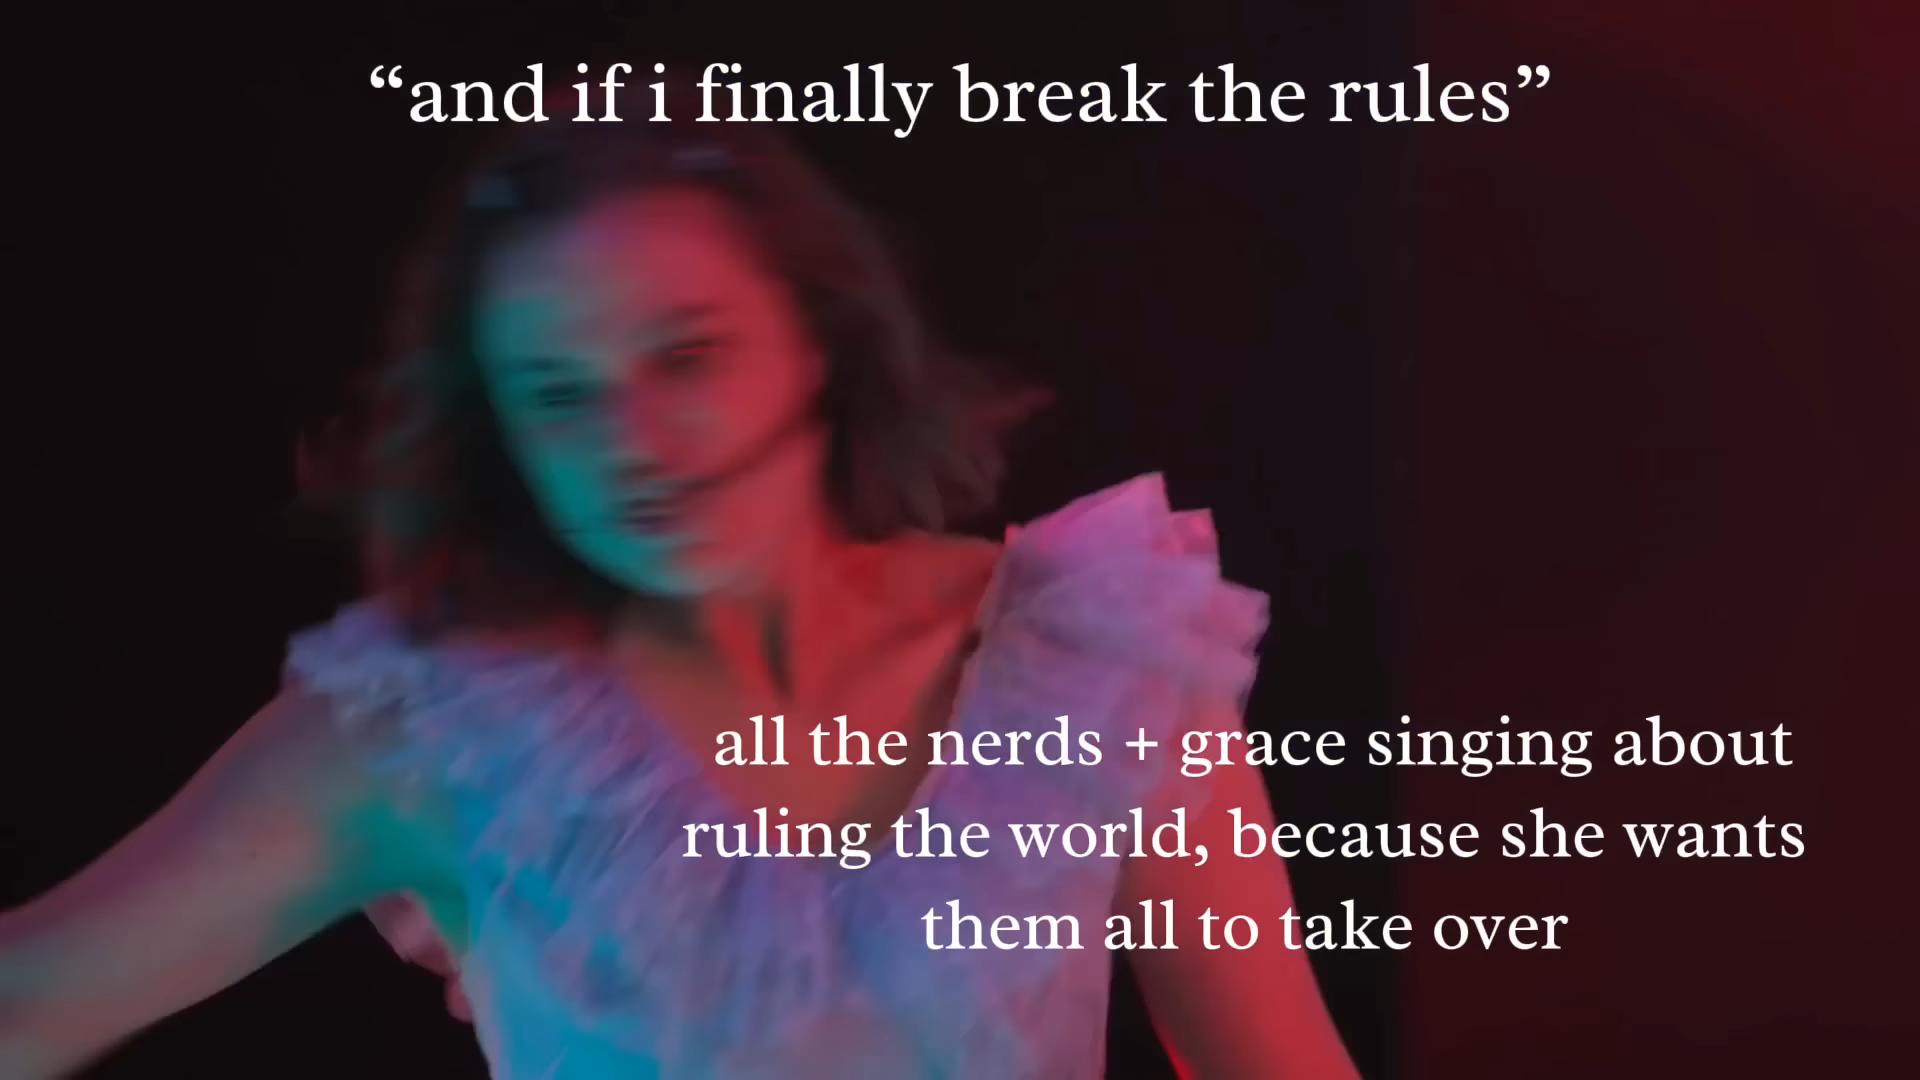 “and if i finally break the rules”
all the nerds + grace singing about
ruling the world, because she wants
them all to take over